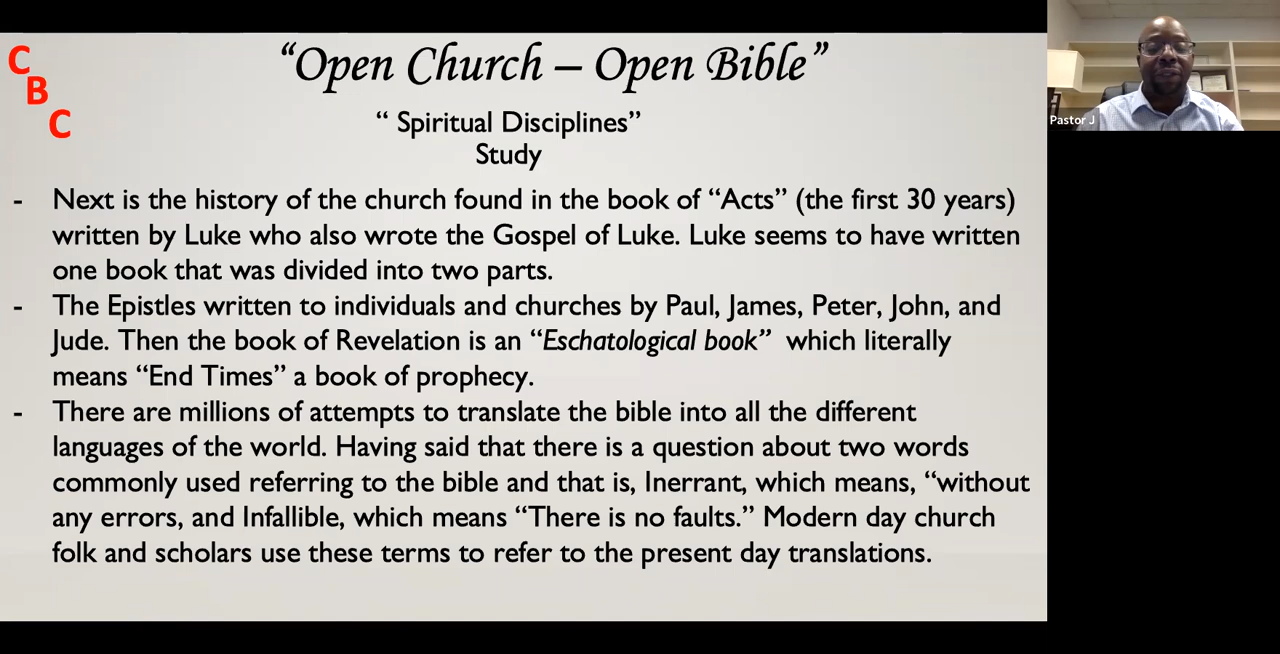 C
B
C
“Open Church – Open Bible”
“ Spiritual Disciplines”
Study
- Next is the history of the church found in the book of “Acts” (the first 30 years)
written by Luke who also wrote the Gospel of Luke. Luke seems to have written
one book that was divided into two parts.
- The Epistles written to individuals and churches by Paul, James, Peter, John, and
Jude. Then the book of Revelation is an “Eschatological book” which literally
means “End Times” a book of prophecy.
- There are millions of attempts to translate the bible into all the different
languages of the world. Having said that there is a question about two words
commonly used referring to the bible and that is, Inerrant, which means, “without
any errors, and Infallible, which means “There is no faults.” Modern day church
folk and scholars use these terms to refer to the present day translations.
Pastor J